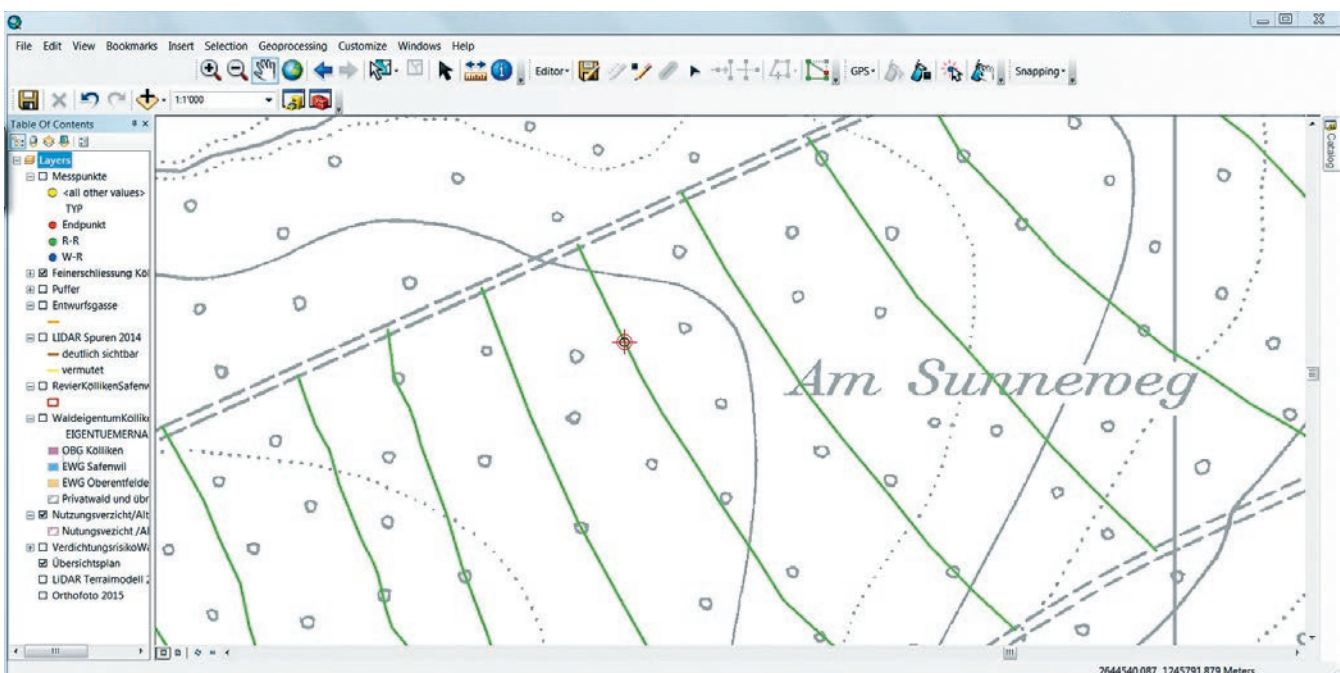 File Edit View Bookmarks Insert Selection Geoprocessing Customize Windows Help
Editor GPS Snapping
1:1'000
Table Of Contents
Layers
Messpunkte
<all other values>
TYP
Endpunkt
R-R
W-R
Feinerschliessung Köl
Puffer
Entwurfsgasse
LIDAR Spuren 2014
deutlich sichtbar
vermutet
RevierKöllikenSafenw
WaldeigentumKöllike
EIGENTUEMERNA
OBG Kölliken
EWG Safenwil
EWG Oberentfelde
Privatwald und übr
Nutzungsverzicht/Alt
Nutungsvezicht /Al
VerdichtungsrisikoWa
Übersichtsplan
LiDAR Terraimodell 2
Orthofoto 2015
Am Sunneweg
Catalog
2644540.087 1245791.879 Meters